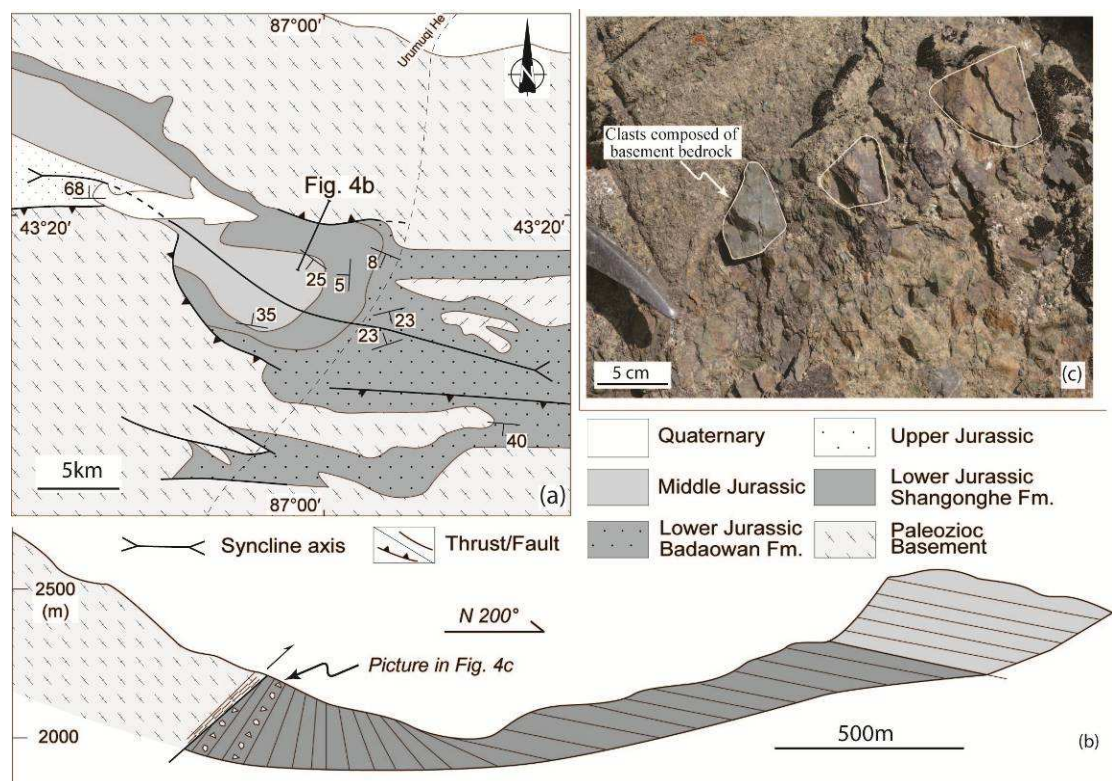 87°00′
Urumuqi He
N
Fig. 4b
68
43°20′
43°20′
8
25
5
35
23
23
40
5km
87°00′
(a)
Clasts composed of
basement bedrock
5 cm
(c)
Quaternary
Upper Jurassic
Middle Jurassic
Lower Jurassic
Shangonghe Fm.
Lower Jurassic
Badaowan Fm.
Paleozioc
Basement
Syncline axis
Thrust/Fault
2500
(m)
N 200°
Picture in Fig. 4c
2000
500m
(b)